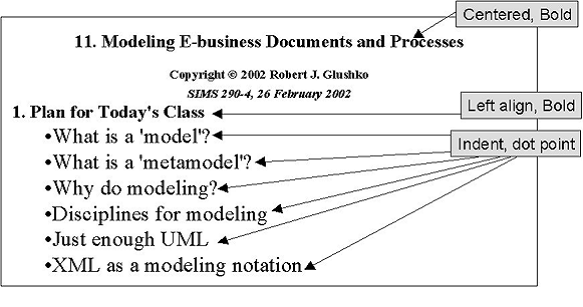 Centered, Bold
11. Modeling E-business Documents and Processes
Copyright © 2002 Robert J. Glushko
SIMS 290-4, 26 February 2002
Left align, Bold
1. Plan for Today's Class
Indent, dot point
•What is a 'model'?
•What is a 'metamodel'?
•Why do modeling?
•Disciplines for modeling
•Just enough UML
•XML as a modeling notation